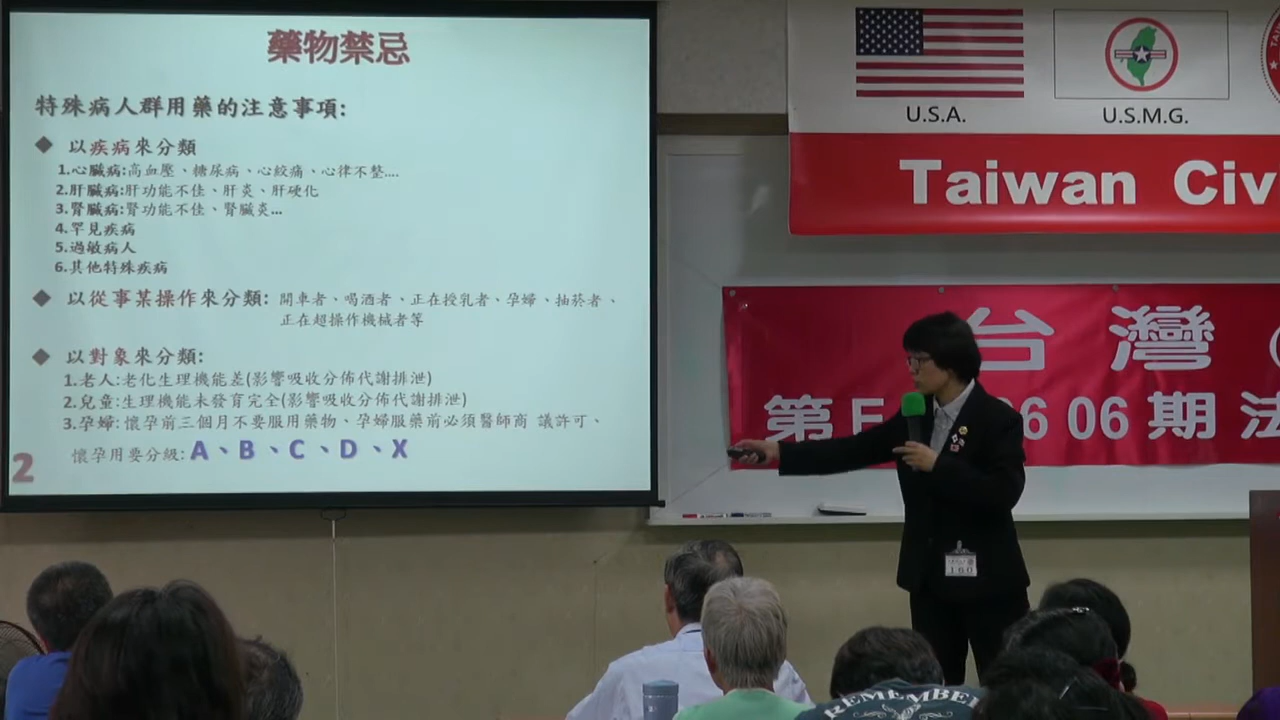 藥物禁忌
特殊病人群用藥的注意事項:
◆ 以疾病來分類
1.心臟病:高血壓、糖尿病、心絞痛、心律不整....
2.肝臟病:肝功能不佳、肝炎、肝硬化
3.腎臟病:腎功能不佳、腎臟炎...
4.罕見疾病
5.過敏病人
6.其他特殊疾病
◆ 以從事某操作來分類: 開車者、喝酒者、正在授乳者、孕婦、抽菸者、
正在超操作機械者等
◆ 以對象來分類:
1.老人:老化生理機能差(影響吸收分佈代謝排泄)
2.兒童:生理機能未發育完全(影響吸收分佈代謝排泄)
3.孕婦:懷孕前三個月不要服用藥物、孕婦服藥前必須醫師商 議許可、
懷孕用要分級: A、B、C、D、X
2
U.S.A.
U.S.M.G.
Taiwan Civ
台灣
第 E 06 06 期 法
160
REMEMBER